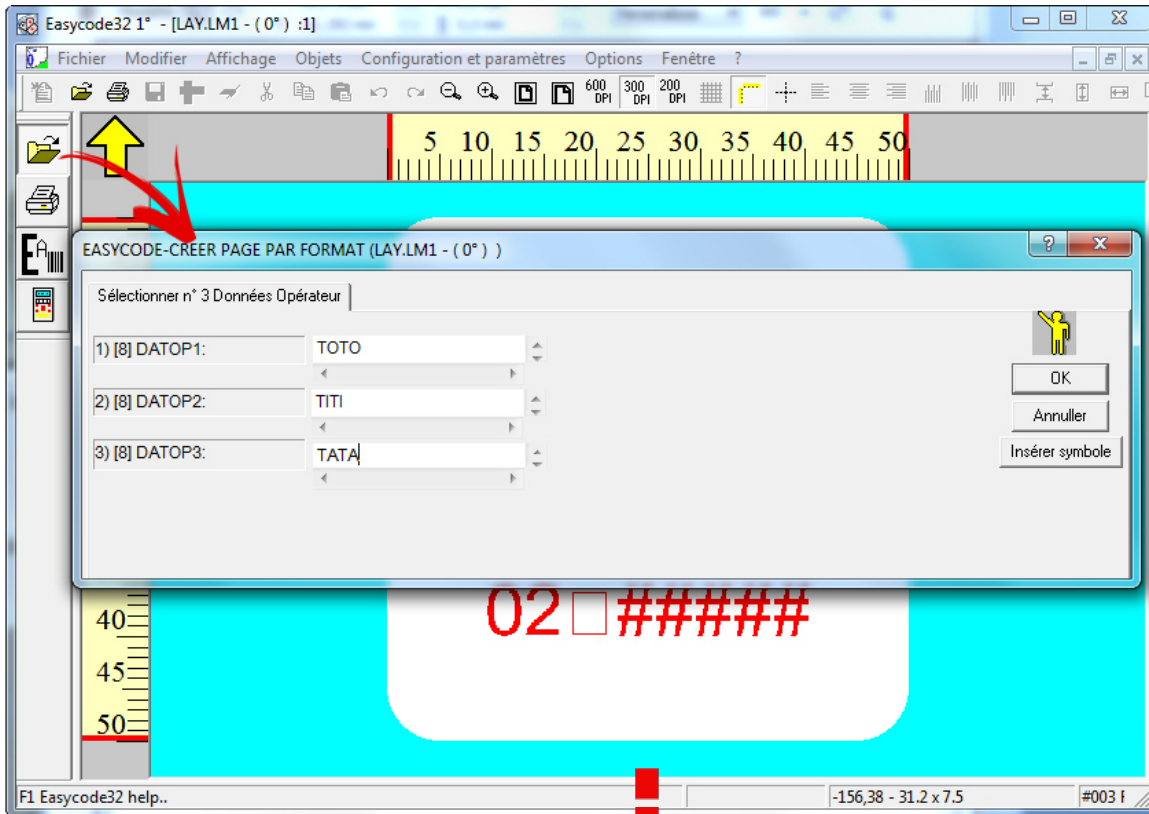 Easycode32 1° - [LAY.LM1 - ( 0° ) :1]
Fichier Modifier Affichage Objets Configuration et paramètres Options Fenêtre ?
600 DPI 300 DPI 200 DPI
5 10 15 20 25 30 35 40 45 50
EASYCODE-CREER PAGE PAR FORMAT (LAY.LM1 - ( 0° ) )
Sélectionner n° 3 Données Opérateur
1) [8] DATOP1: TOTO
OK
2) [8] DATOP2: TITI
Annuller
3) [8] DATOP3: TATA
Insérer symbole
02□#####
40
45
50
F1 Easycode32 help.. -156,38 - 31.2 x 7.5 #003 F